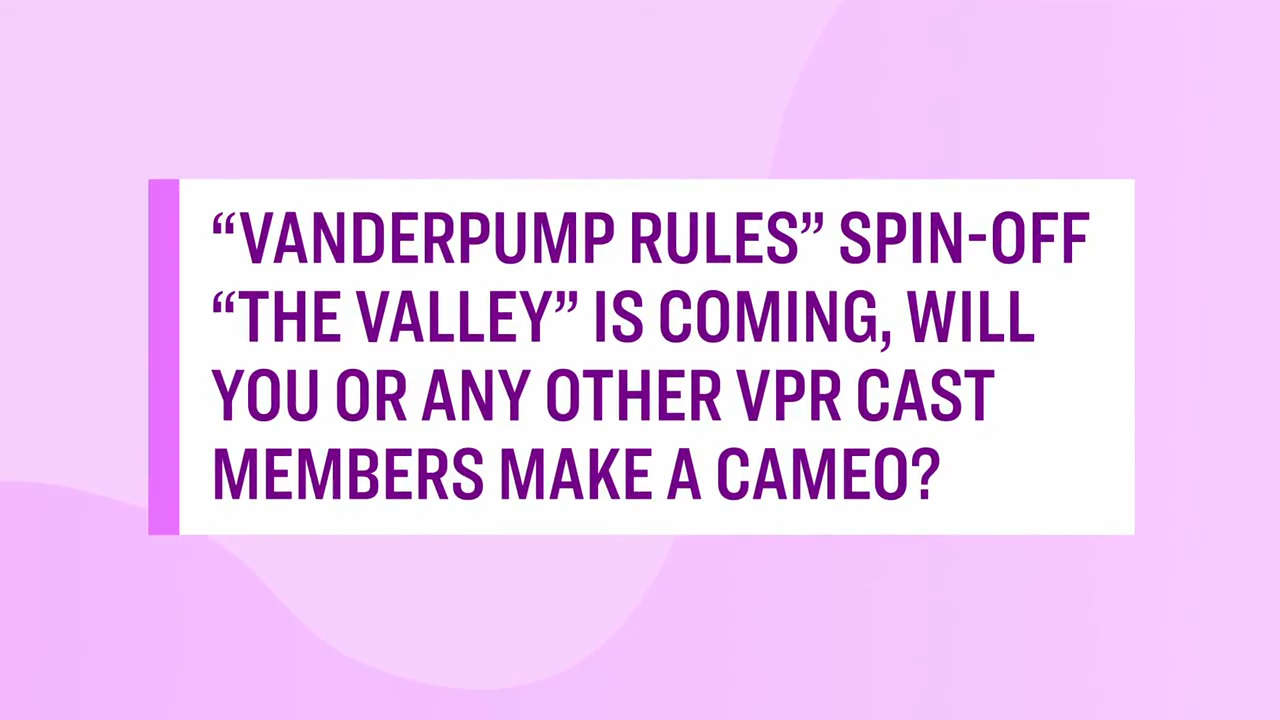 “VANDERPUMP RULES” SPIN-OFF
“THE VALLEY” IS COMING, WILL
YOU OR ANY OTHER VPR CAST
MEMBERS MAKE A CAMEO?